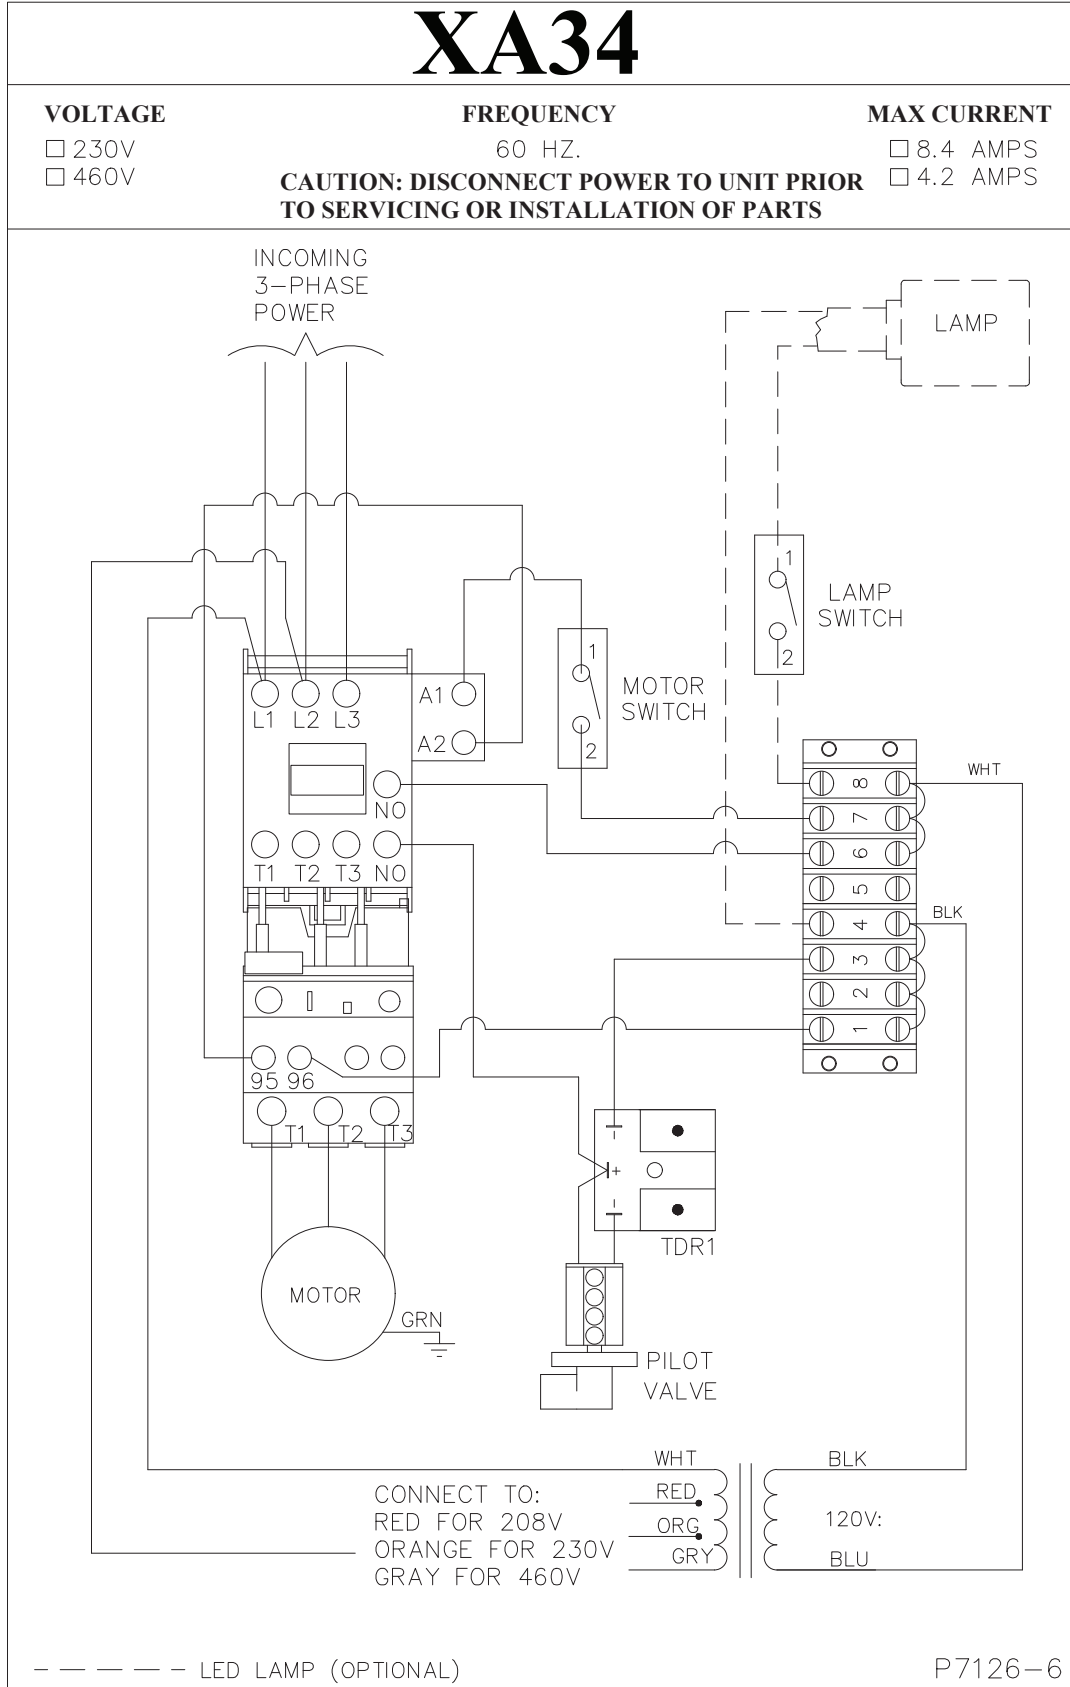 XA34
VOLTAGE
FREQUENCY
MAX CURRENT
230V
60 HZ.
8.4 AMPS
460V
4.2 AMPS
CAUTION: DISCONNECT POWER TO UNIT PRIOR
TO SERVICING OR INSTALLATION OF PARTS
INCOMING
3-PHASE
POWER
LAMP
1
2
LAMP
SWITCH
1
2
MOTOR
SWITCH
L1 L2 L3
A1
A2
NO
T1 T2 T3 NO
WHT
8
7
6
5
4
3
2
1
BLK
95 96
T1 T2 T3
MOTOR
GRN
-
+
-
TDR1
PILOT
VALVE
WHT
RED
ORG
GRY
BLK
120V:
BLU
CONNECT TO:
RED FOR 208V
ORANGE FOR 230V
GRAY FOR 460V
LED LAMP (OPTIONAL)
P7126-6